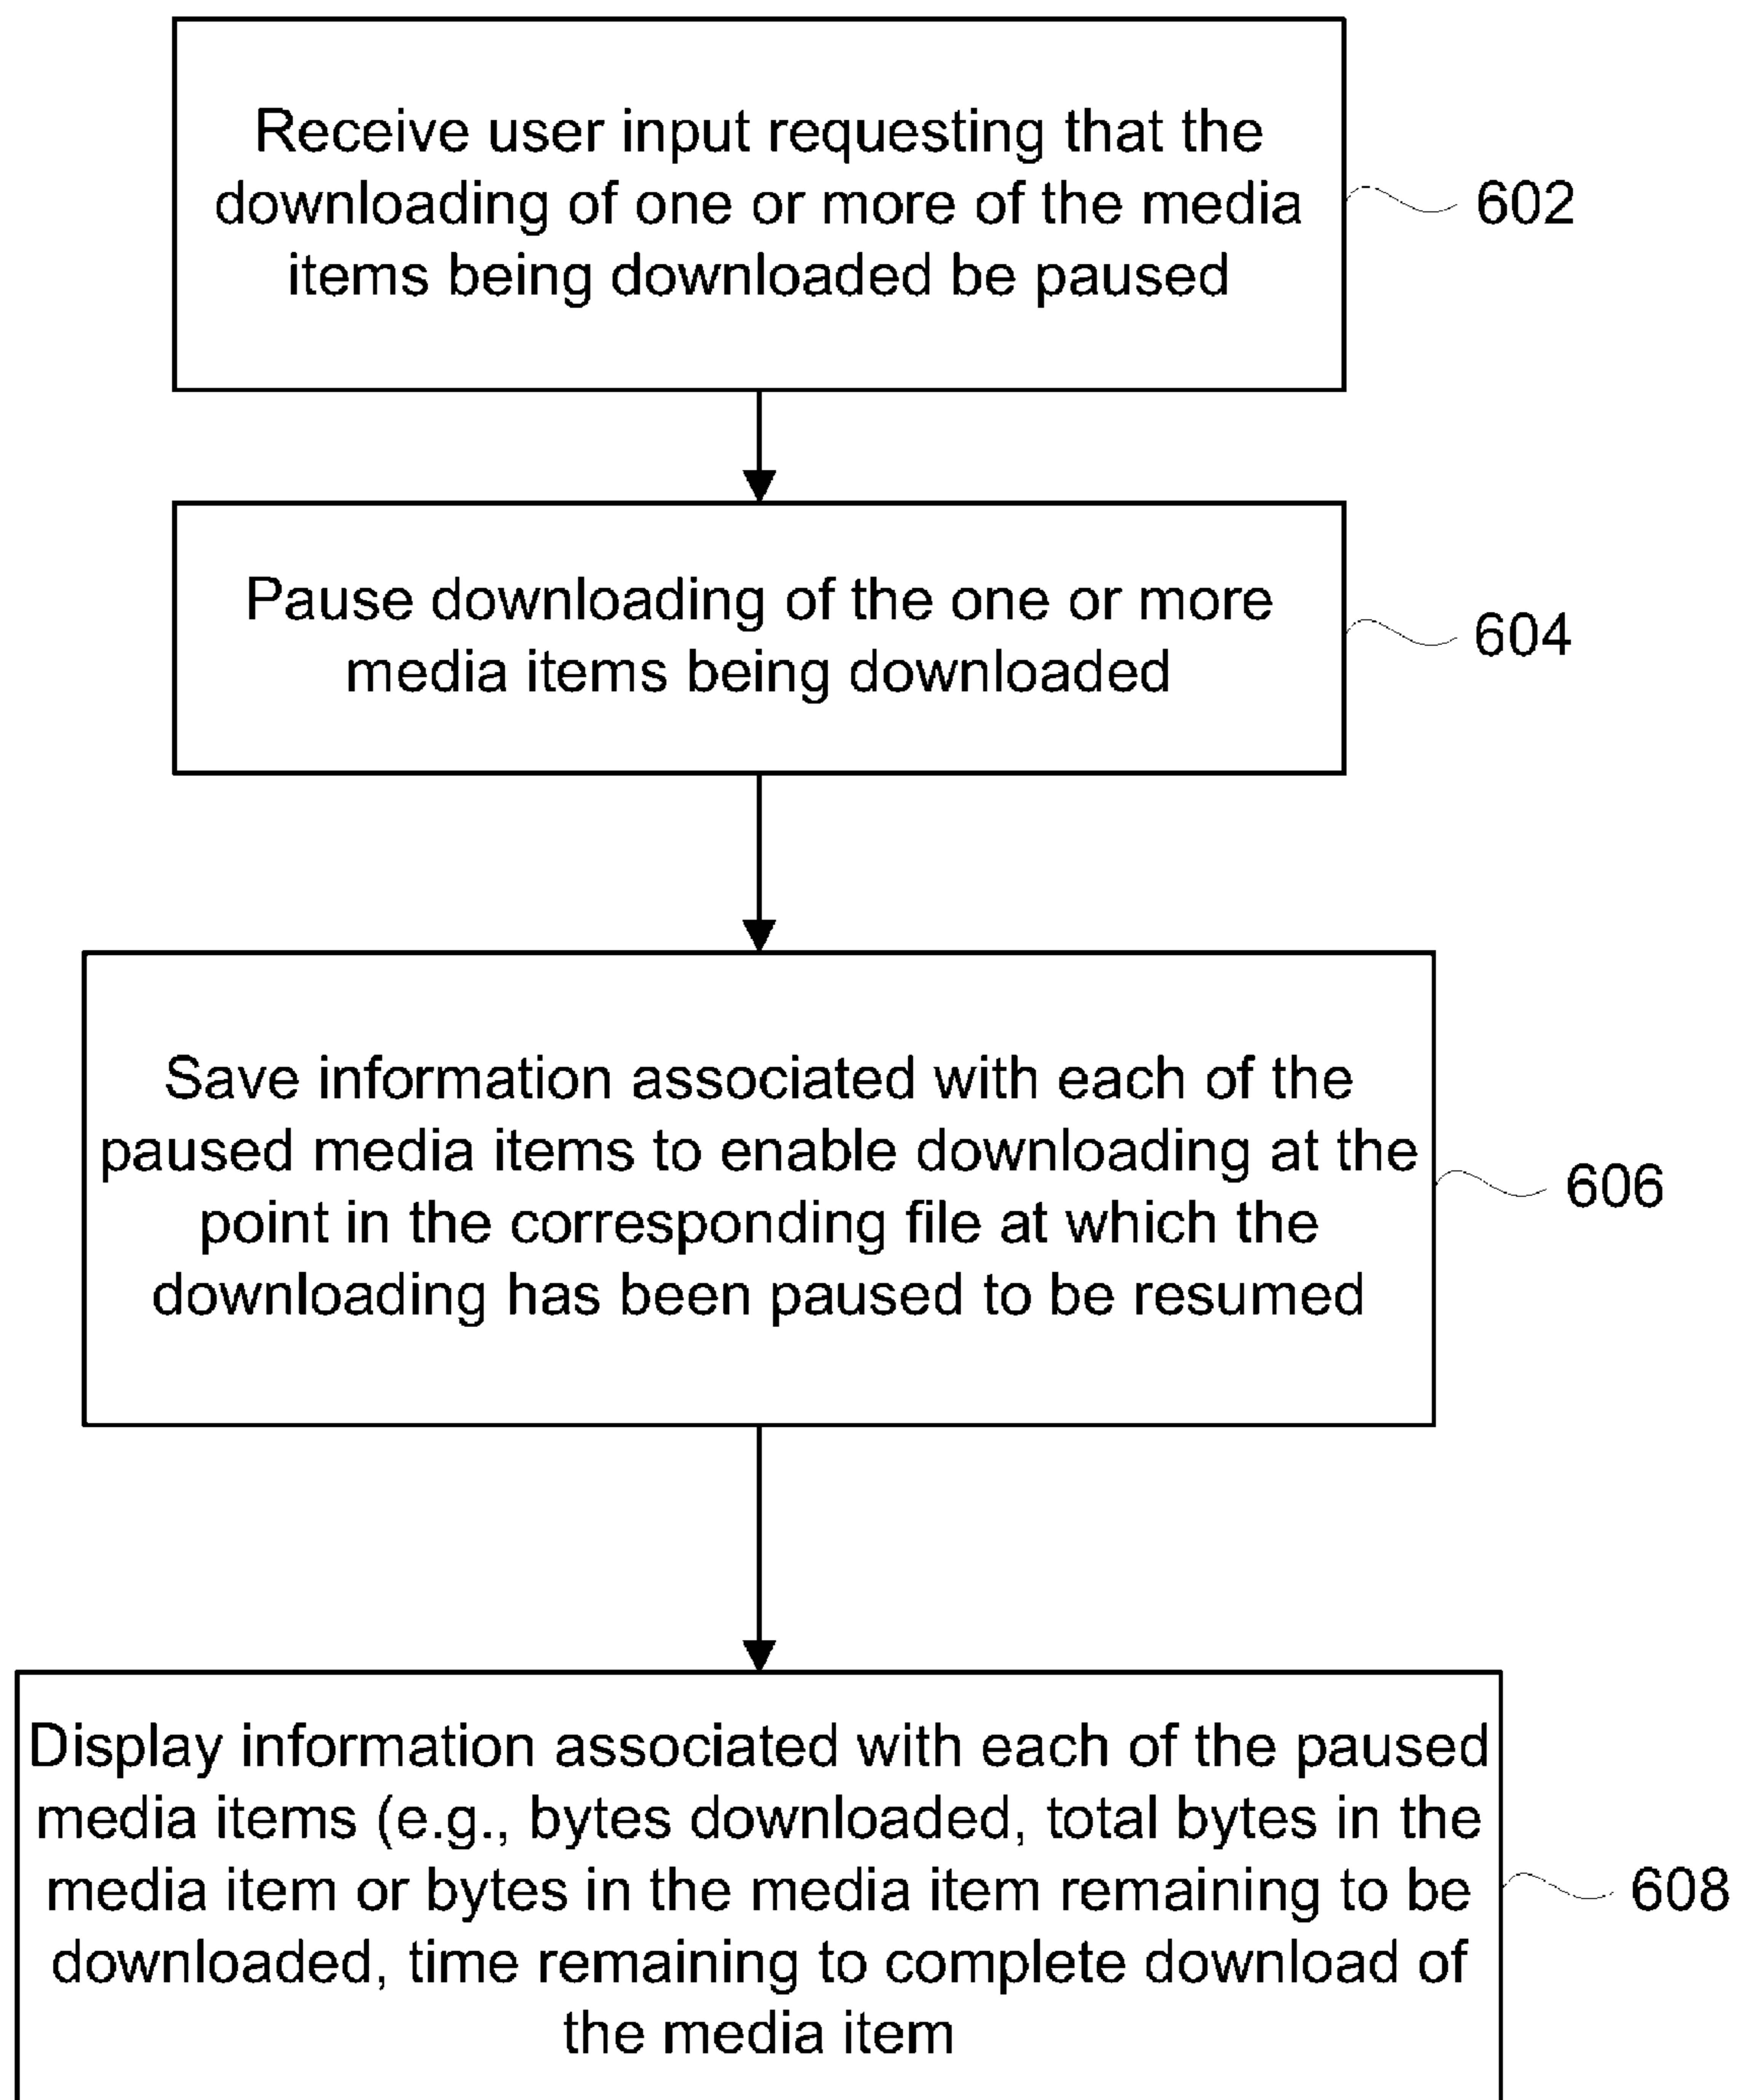 Receive user input requesting that the
downloading of one or more of the media
items being downloaded be paused
602
Pause downloading of the one or more
media items being downloaded
604
Save information associated with each of the
paused media items to enable downloading at the
point in the corresponding file at which the
downloading has been paused to be resumed
606
Display information associated with each of the paused
media items (e.g., bytes downloaded, total bytes in the
media item or bytes in the media item remaining to be
downloaded, time remaining to complete download of
the media item
608